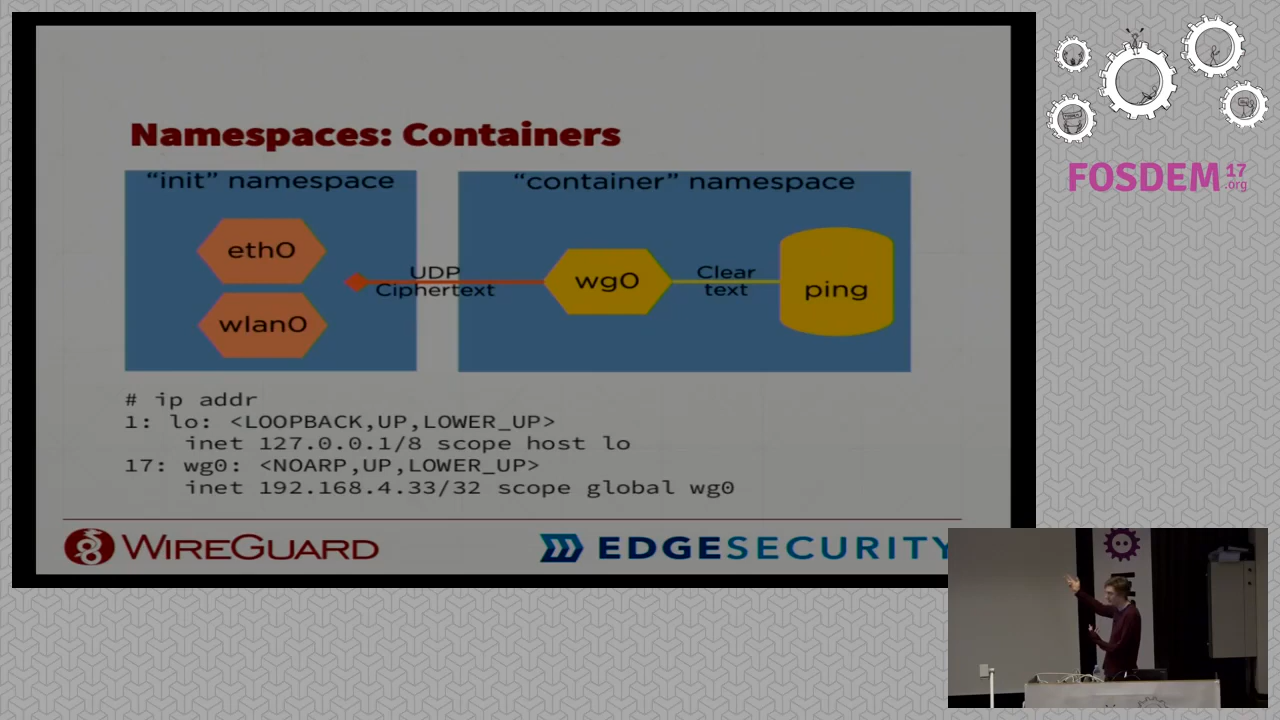 Namespaces: Containers
“init” namespace
“container” namespace
eth0
wlan0
UDP
Ciphertext
wg0
Clear
text
ping
# ip addr
1: lo: <LOOPBACK,UP,LOWER_UP>
inet 127.0.0.1/8 scope host lo
17: wg0: <NOARP,UP,LOWER_UP>
inet 192.168.4.33/32 scope global wg0
WIREGUARD
EDGESECURITY
FOSDEM 17
.org